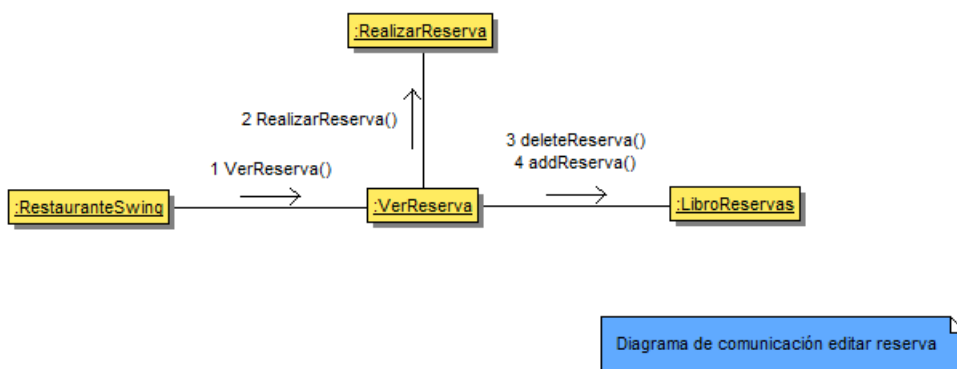 :RealizarReserva
2 RealizarReserva()
3 deleteReserva()
4 addReserva()
1 VerReserva()
:RestauranteSwing
:VerReserva
:LibroReservas
Diagrama de comunicación editar reserva